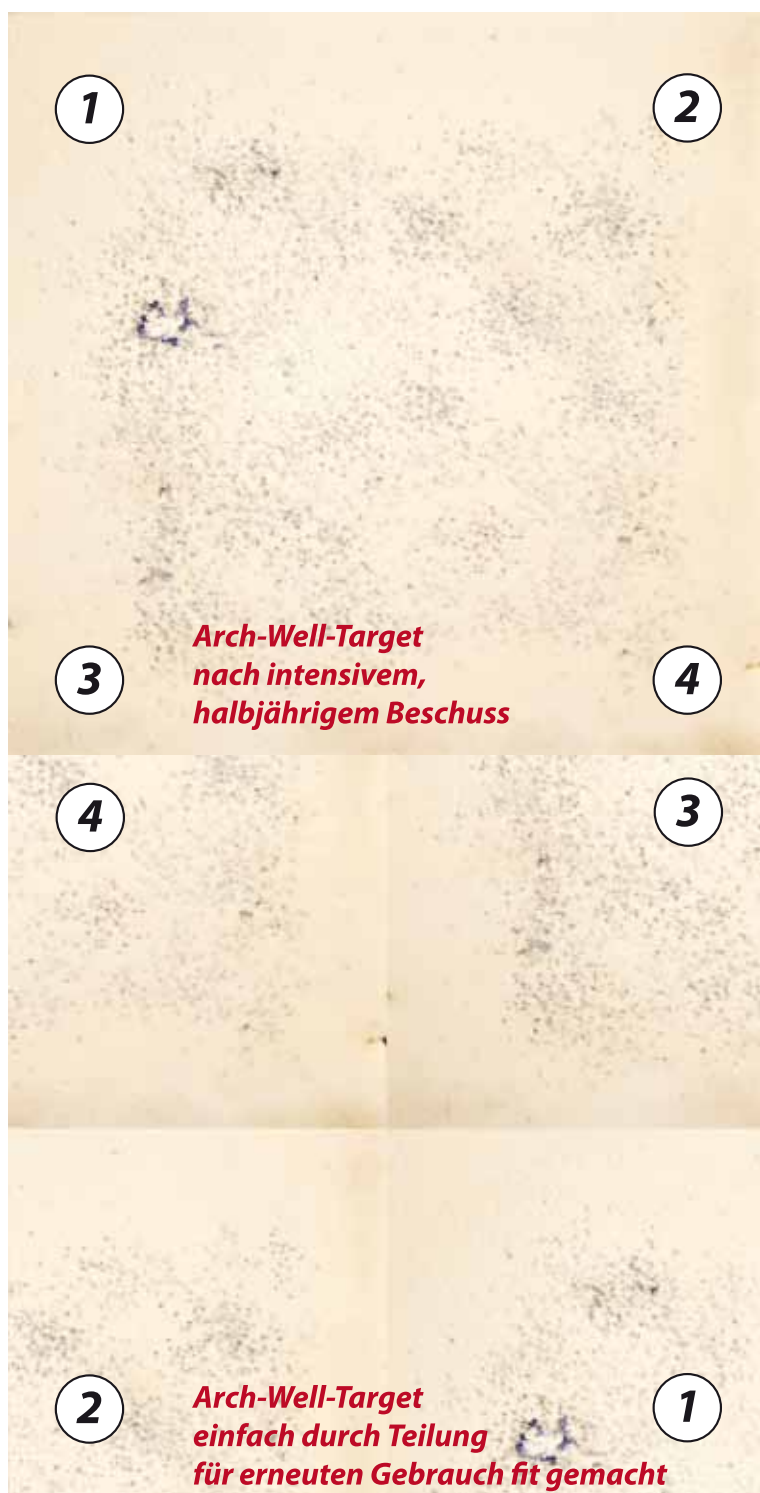 1
2
3
4
Arch-Well-Target
nach intensivem,
halbjährigem Beschuss
4
3
2
1
Arch-Well-Target
einfach durch Teilung
für erneuten Gebrauch fit gemacht